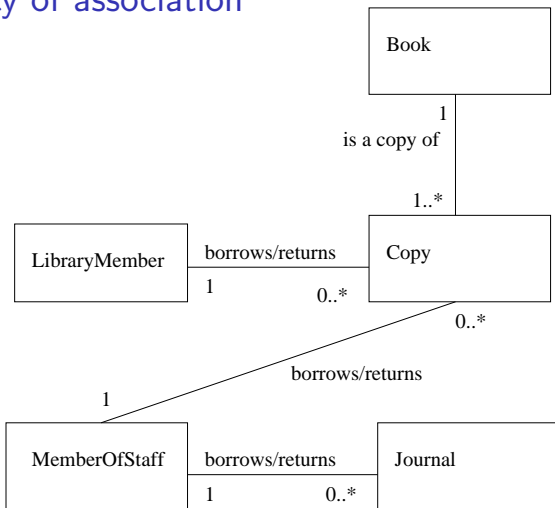 ty of association
Book
1
is a copy of
1..*
LibraryMember
borrows/returns
Copy
1
0..*
0..*
borrows/returns
1
MemberOfStaff
borrows/returns
Journal
1
0..*